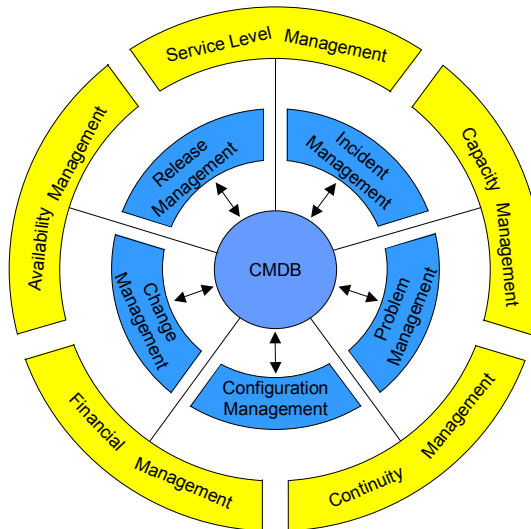 Service Level Management
Availability Management
Capacity Management
Release
Management
Incident
Management
CMDB
Change
Management
Problem
Management
Configuration
Management
Financial Management
Continuity Management